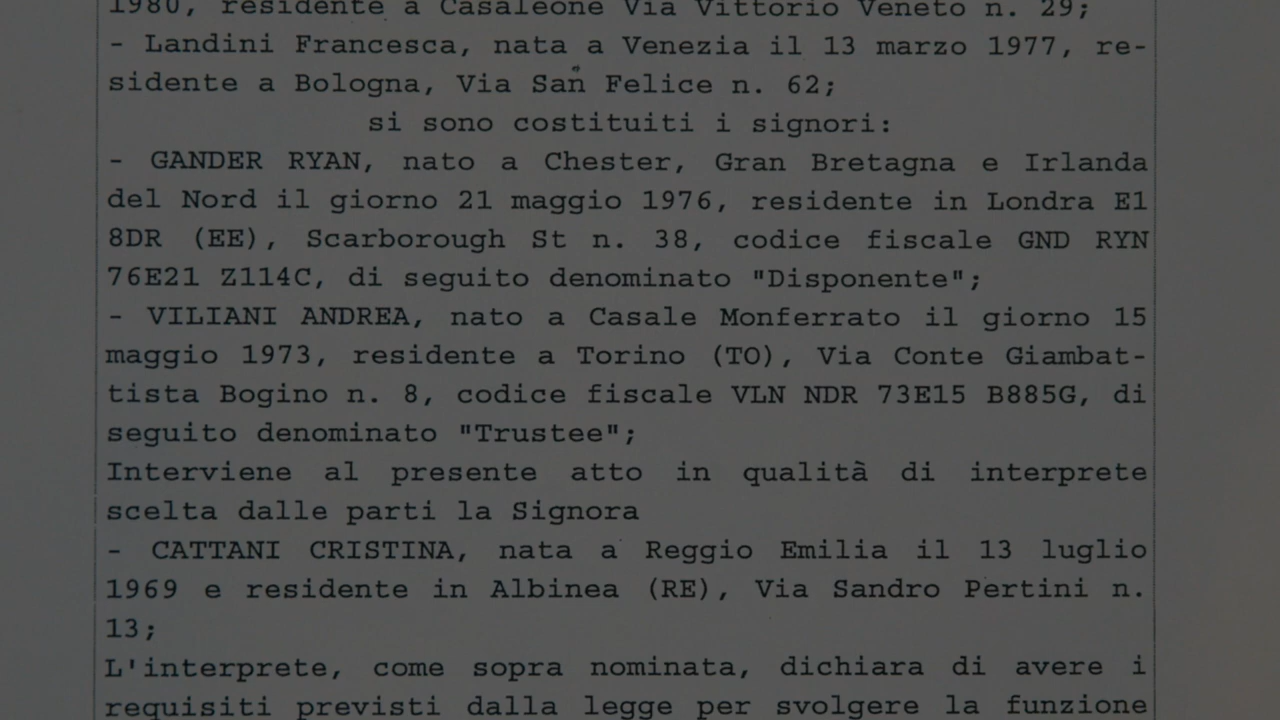 1980, residente a Casaleone Via Vittorio Veneto n. 29;
- Landini Francesca, nata a Venezia il 13 marzo 1977, re-
sidente a Bologna, Via San Felice n. 62;
si sono costituiti i signori:
- GANDER RYAN, nato a Chester, Gran Bretagna e Irlanda
del Nord il giorno 21 maggio 1976, residente in Londra E1
8DR (EE), Scarborough St n. 38, codice fiscale GND RYN
76E21 Z114C, di seguito denominato "Disponente";
- VILIANI ANDREA, nato a Casale Monferrato il giorno 15
maggio 1973, residente a Torino (TO), Via Conte Giambat-
tista Bogino n. 8, codice fiscale VLN NDR 73E15 B885G, di
seguito denominato "Trustee";
Interviene al presente atto in qualità di interprete
scelta dalle parti la Signora
- CATTANI CRISTINA, nata a Reggio Emilia il 13 luglio
1969 e residente in Albinea (RE), Via Sandro Pertini n.
13;
L'interprete, come sopra nominata, dichiara di avere i
requisiti previsti dalla legge per svolgere la funzione